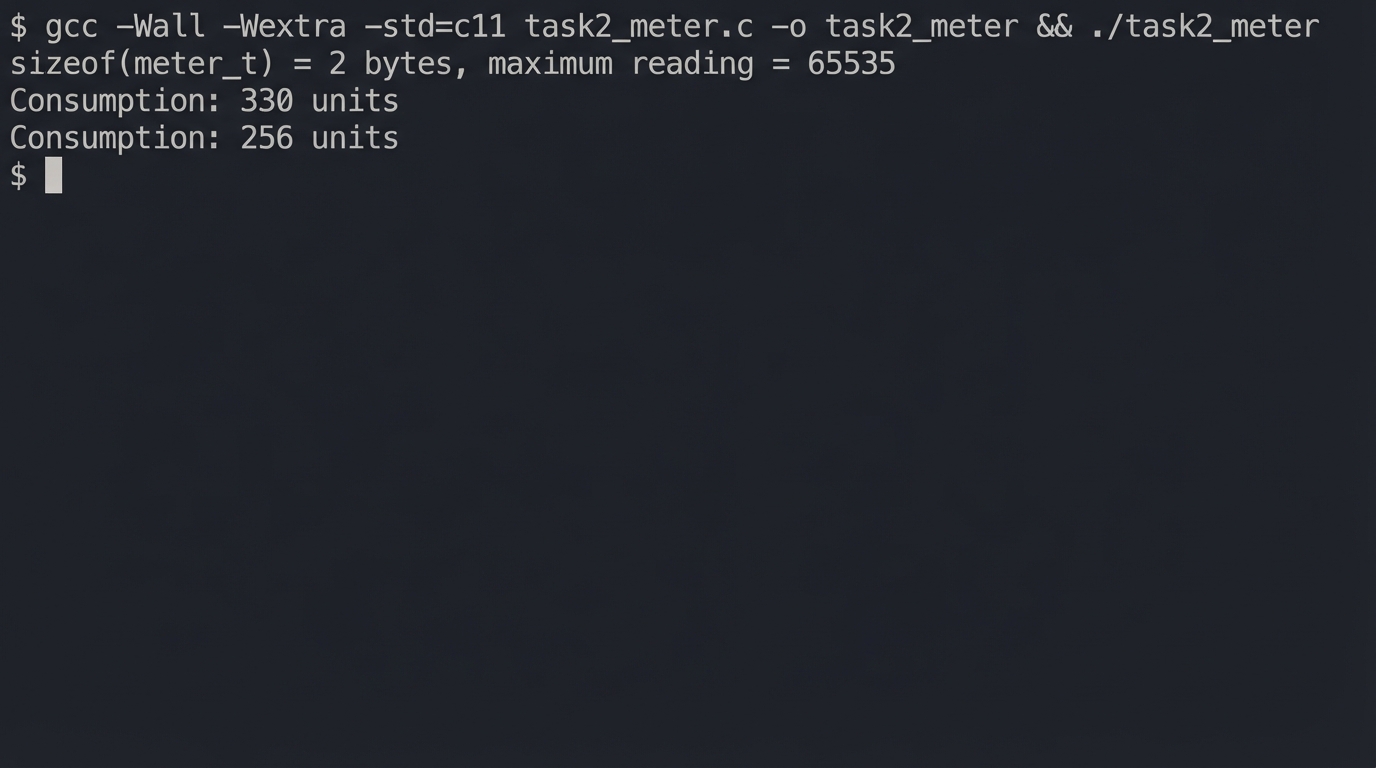 $ gcc -Wall -Wextra -std=c11 task2_meter.c -o task2_meter && ./task2_meter
sizeof(meter_t) = 2 bytes, maximum reading = 65535
Consumption: 330 units
Consumption: 256 units
$